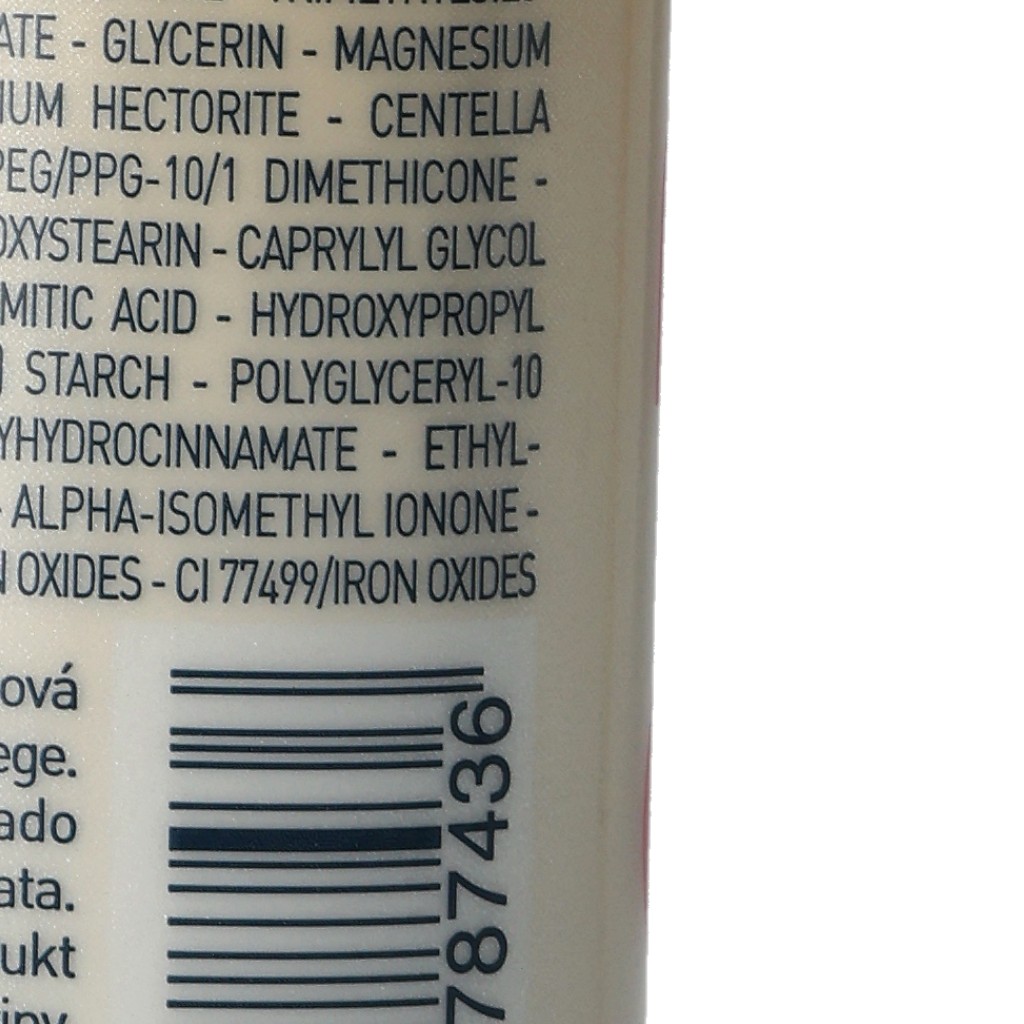 ATE - GLYCERIN - MAGNESIUM
IUM HECTORITE - CENTELLA
PEG/PPG-10/1 DIMETHICONE -
OXYSTEARIN - CAPRYLYL GLYCOL
MITIC ACID - HYDROXYPROPYL
STARCH - POLYGLYCERYL-10
YHYDROCINNAMATE - ETHYL-
- ALPHA-ISOMETHYL IONONE -
N OXIDES - CI 77499/IRON OXIDES
ová
ege.
ado
ata.
ukt
787436